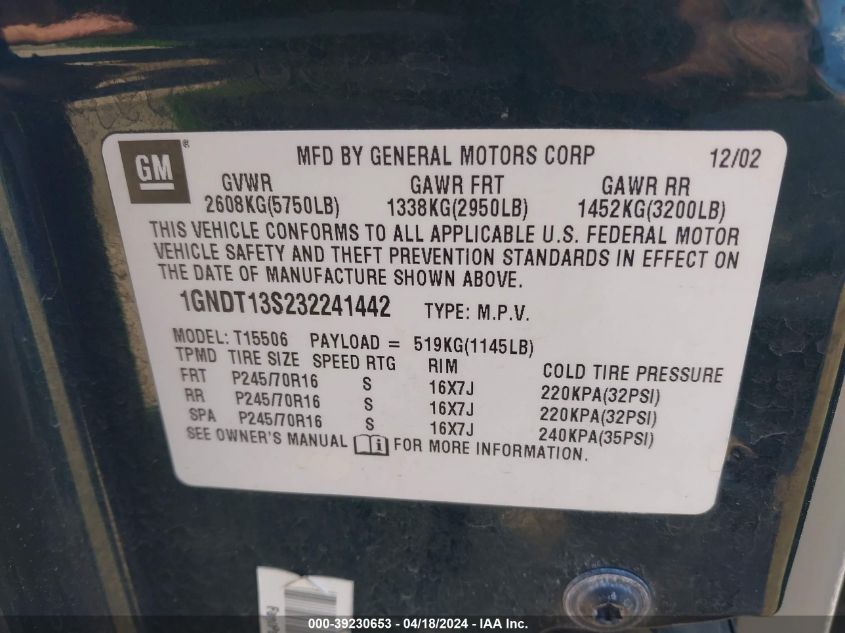 GM ®
MFD BY GENERAL MOTORS CORP 12/02
GVWR GAWR FRT GAWR RR
2608KG(5750LB) 1338KG(2950LB) 1452KG(3200LB)
THIS VEHICLE CONFORMS TO ALL APPLICABLE U.S. FEDERAL MOTOR
VEHICLE SAFETY AND THEFT PREVENTION STANDARDS IN EFFECT ON
THE DATE OF MANUFACTURE SHOWN ABOVE.
1GNDT13S232241442 TYPE: M.P.V.
MODEL: T15506 PAYLOAD = 519KG(1145LB)
TPMD TIRE SIZE SPEED RTG RIM COLD TIRE PRESSURE
FRT P245/70R16 S 16X7J 220KPA(32PSI)
RR P245/70R16 S 16X7J 220KPA(32PSI)
SPA P245/70R16 S 16X7J 240KPA(35PSI)
SEE OWNER'S MANUAL FOR MORE INFORMATION.
000-39230653 - 04/18/2024 - IAA Inc.